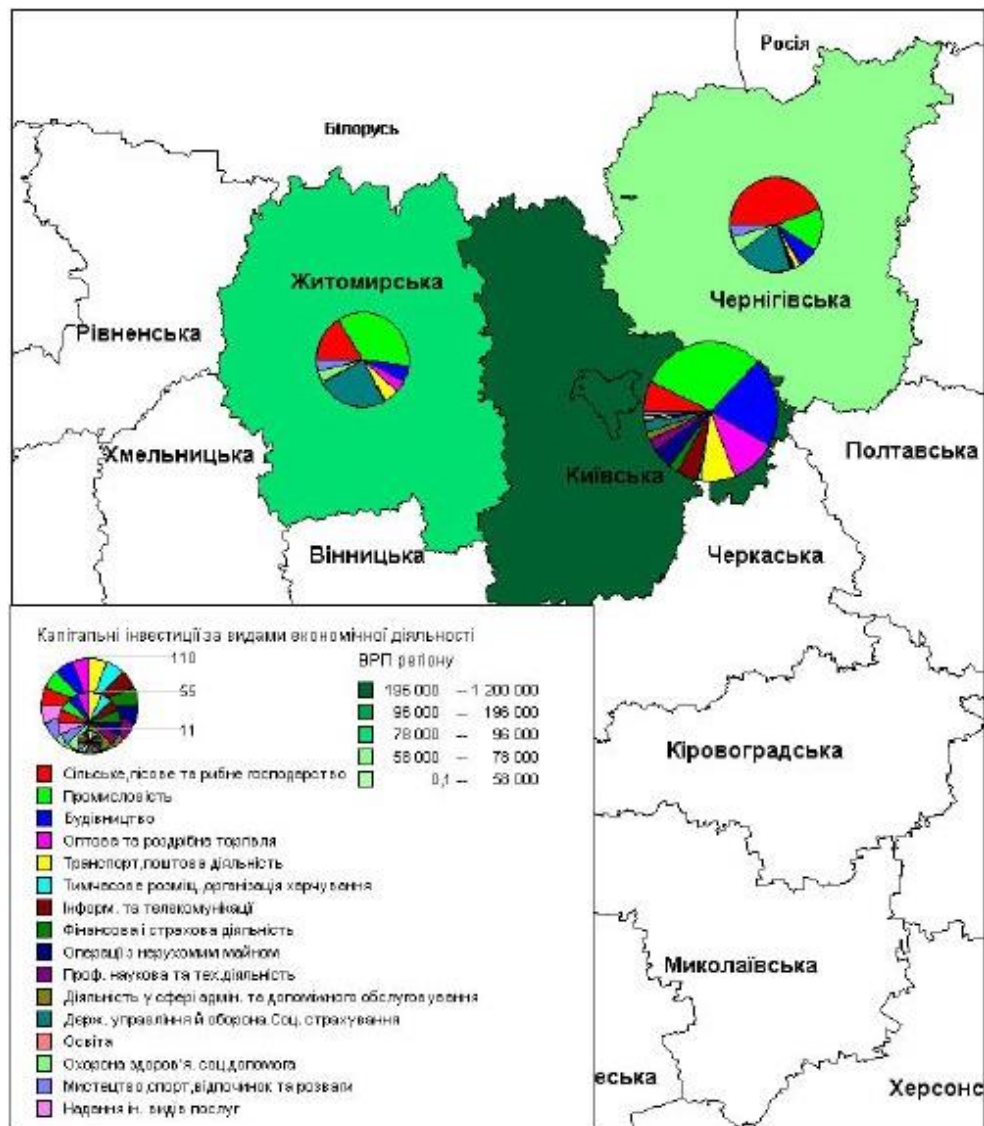 Росія
Білорусь
Житомирська
Чернігівська
Рівненська
Хмельницька
Київська
Полтавська
Вінницька
Черкаська
Капітальні інвестиції за видами економічної діяльності
110
55
11
ВРП регіону
196 000 -- 1 200 000
96 000 -- 196 000
78 000 -- 96 000
58 000 -- 78 000
0,1 -- 58 000
Сільське,лісове та рибне господарство
Промисловість
Будівництво
Оптова та роздрібна торгівля
Транспорт,поштова діяльність
Тимчасове розміщ.,організація харчування
Інформ. та телекомунікації
Фінансова і страхова діяльність
Операції з нерухомим майном
Проф. наукова та тех.діяльність
Діяльність у сфері адмін. та допоміжного обслуговування
Держ. управління й оборона.Соц. страхування
Освіта
Охорона здоров'я. соц.допомога
Мистецтво,спорт,відпочинок та розваги
Надання ін. видів послуг
Кіровоградська
Миколаївська
еська
Херсонс